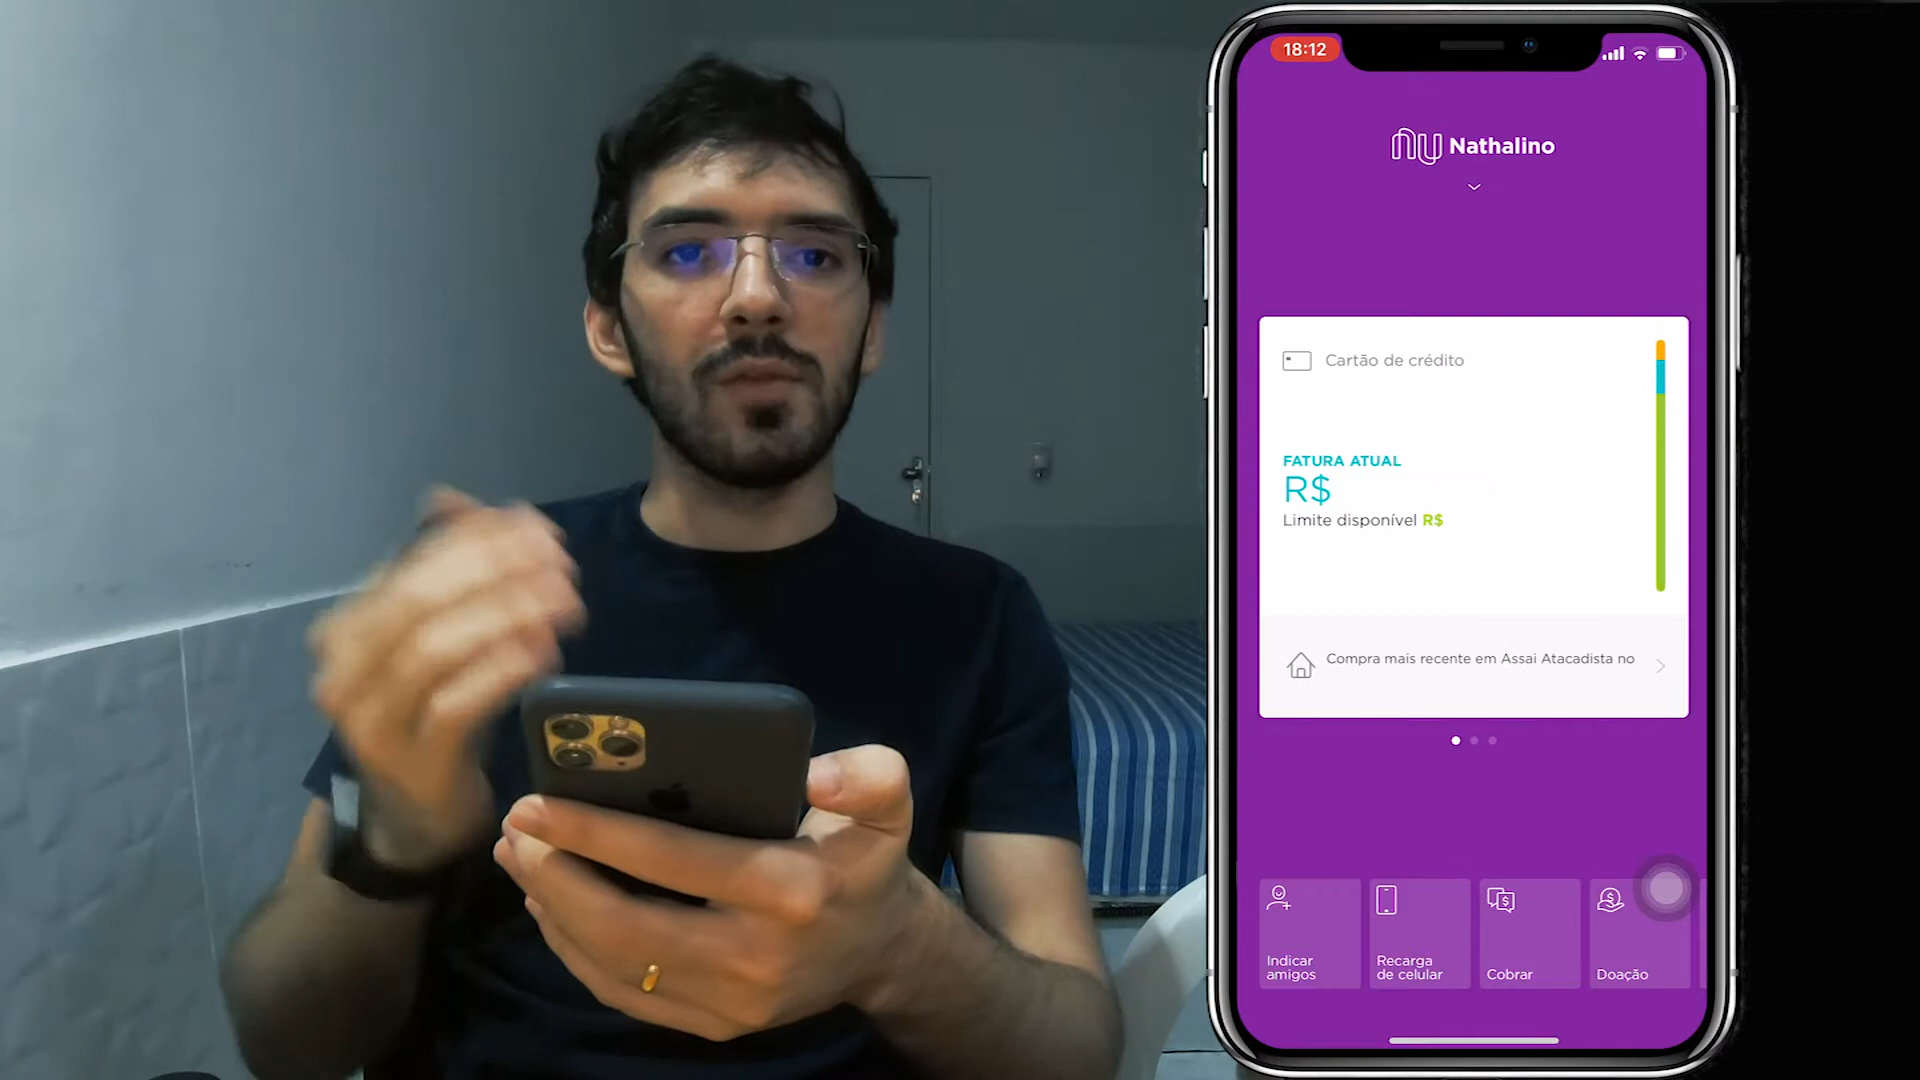 18:12
nu Nathalino
Cartão de crédito
FATURA ATUAL
R$
Limite disponível R$
Compra mais recente em Assai Atacadista no
Indicar
amigos
Recarga
de celular
Cobrar
Doação